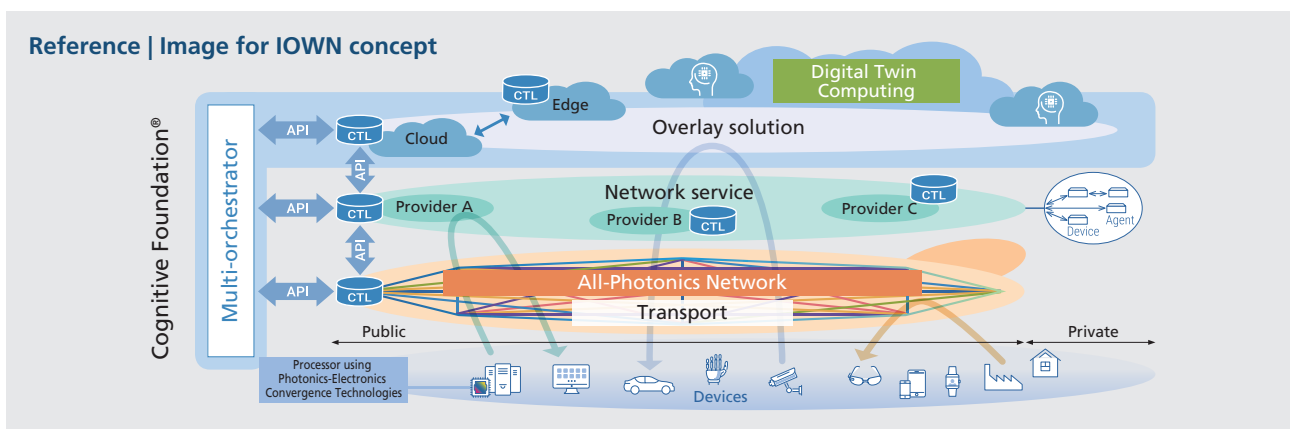 Reference | Image for IOWN concept
Cognitive Foundation®
Multi-orchestrator
Digital Twin
Computing
CTL
Edge
Overlay solution
API
CTL
Cloud
API
Network service
CTL
API
CTL
Provider A
Provider B
CTL
Provider C
Agent
Device
API
All-Photonics Network
API
CTL
Transport
Public
Private
Processor using
Photonics-Electronics
Convergence Technologies
Devices